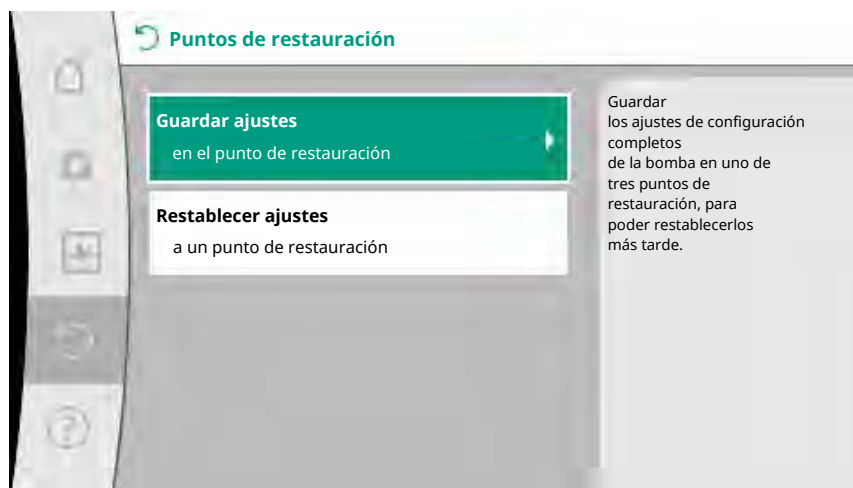 Puntos de restauración
Guardar ajustes
en el punto de restauración
Restablecer ajustes
a un punto de restauración
Guardar
los ajustes de configuración
completos
de la bomba en uno de
tres puntos de
restauración, para
poder restablecerlos
más tarde.